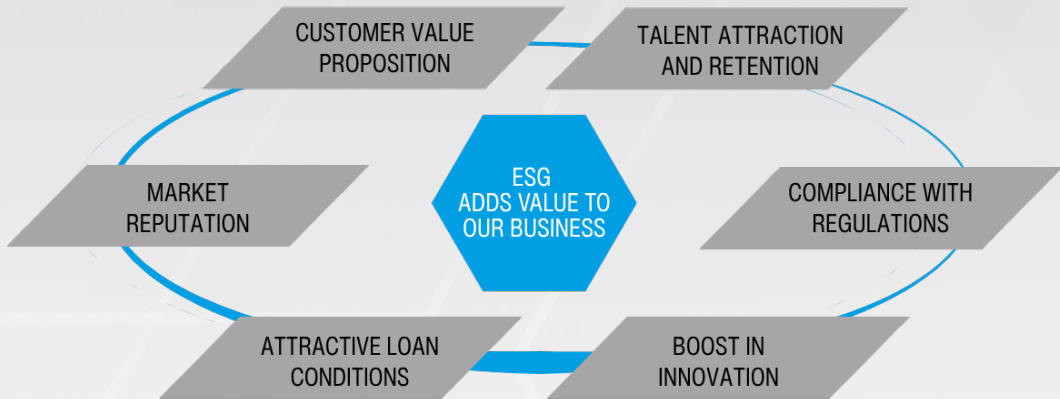 CUSTOMER VALUE
PROPOSITION
TALENT ATTRACTION
AND RETENTION
ESG
ADDS VALUE TO
OUR BUSINESS
MARKET
REPUTATION
COMPLIANCE WITH
REGULATIONS
ATTRACTIVE LOAN
CONDITIONS
BOOST IN
INNOVATION